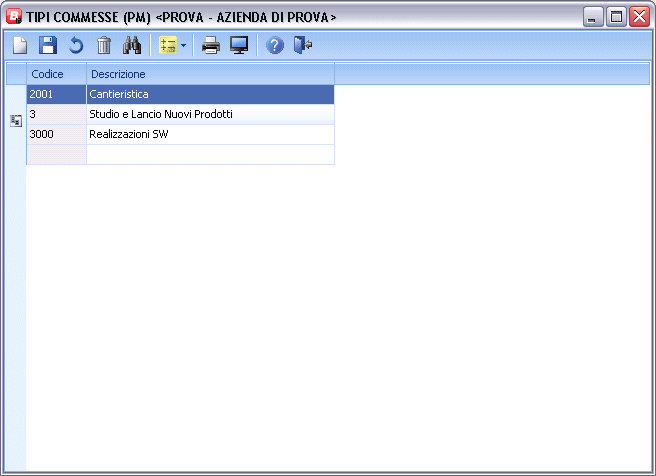 TIPI COMMESSE (PM) <PROVA - AZIENDA DI PROVA>
Codice Descrizione
2001 Cantieristica
3 Studio e Lancio Nuovi Prodotti
3000 Realizzazioni SW